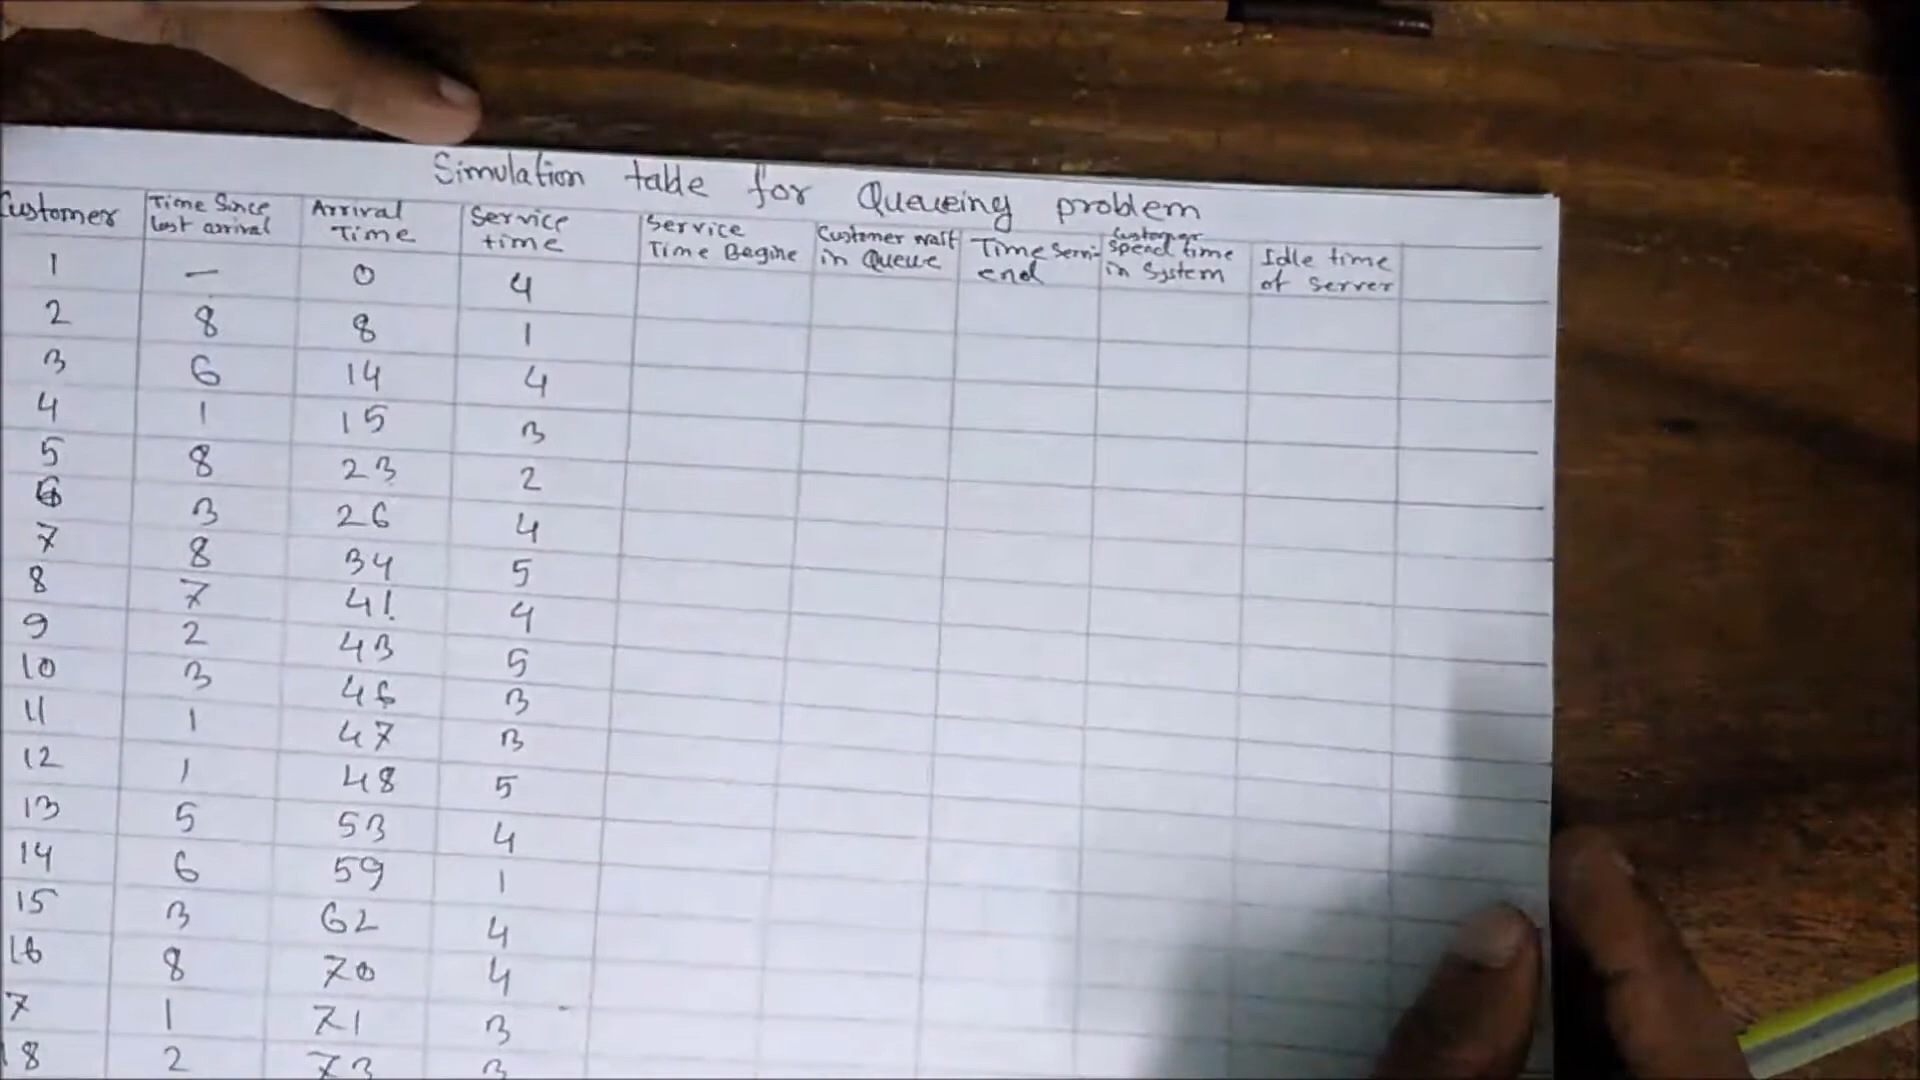 Simulation table for Queueing problem
Customer | Time Since last arrival | Arrival Time | Service time | Service Time Begine | Customer wait in Queue | Time Servi end | Customer spend time in System | Idle time of server
1 — 0 4
2 8 8 1
3 6 14 4
4 1 15 3
5 8 23 2
6 3 26 4
7 8 34 5
8 7 41 4
9 2 43 5
10 3 46 3
11 1 47 3
12 1 48 5
13 5 53 4
14 6 59 1
15 3 62 4
16 8 70 4
7 1 71 3
18 2 73 3